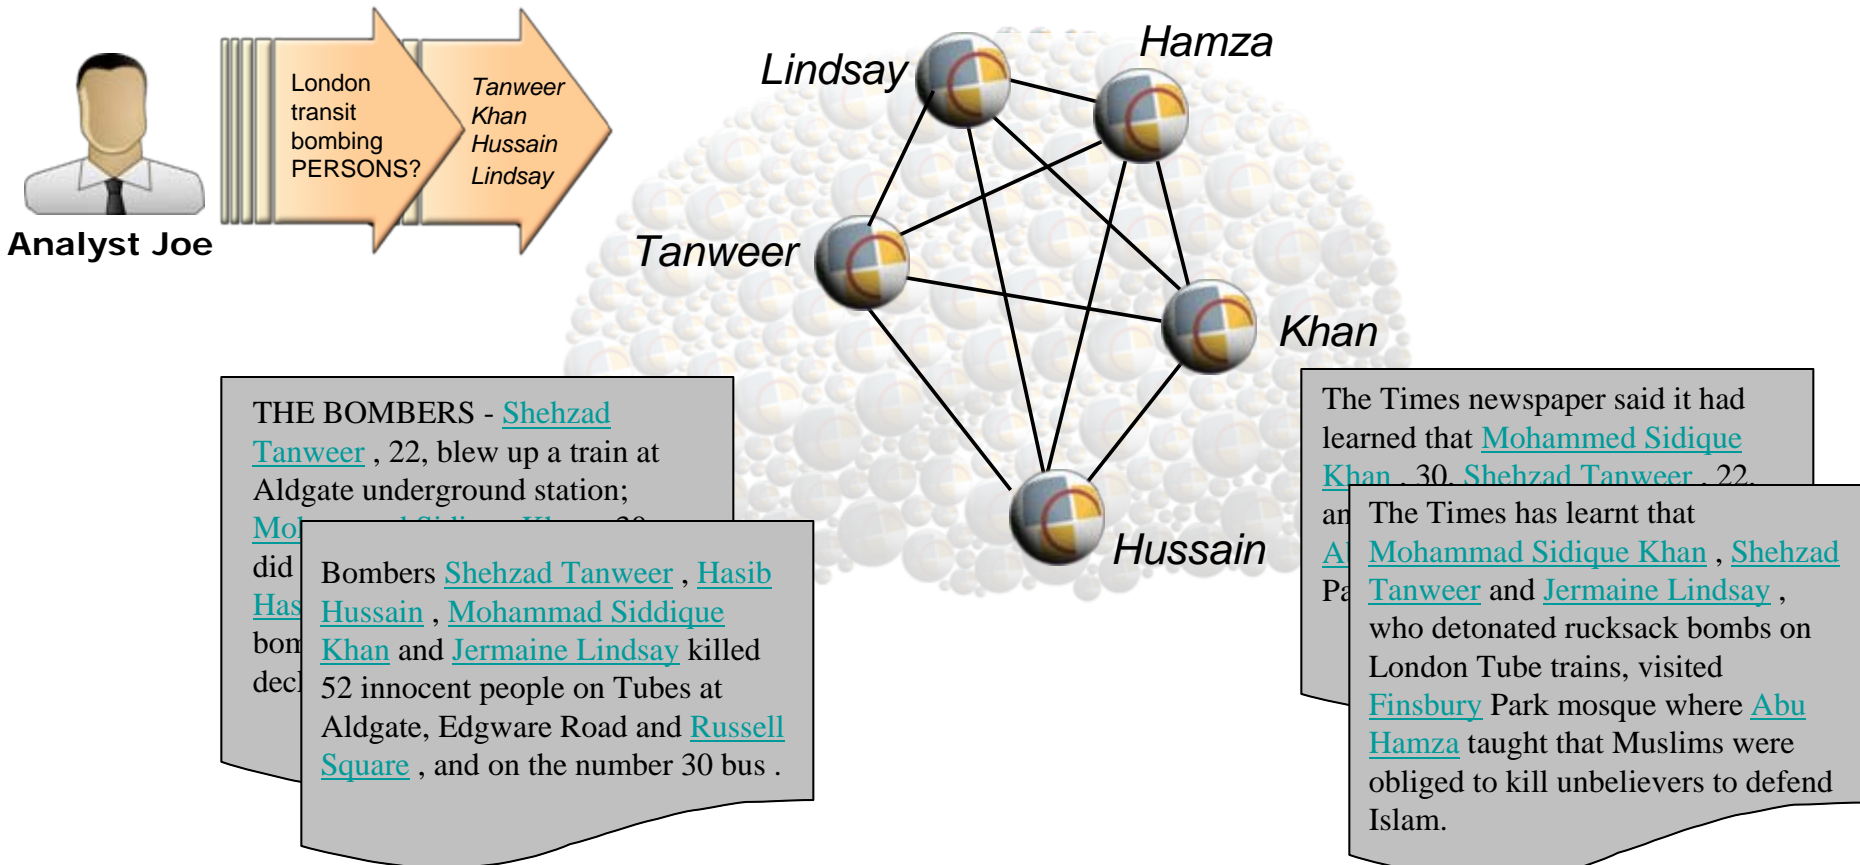 Analyst Joe
London
transit
bombing
PERSONS?
Tanweer
Khan
Hussain
Lindsay
Lindsay
Hamza
Tanweer
Khan
Hussain
THE BOMBERS - Shehzad
Tanweer , 22, blew up a train at
Aldgate underground station;
did
Bombers Shehzad Tanweer , Hasib
Hussain , Mohammad Siddique
Khan and Jermaine Lindsay killed
52 innocent people on Tubes at
Aldgate, Edgware Road and Russell
Square , and on the number 30 bus .
The Times newspaper said it had
learned that Mohammed Sidique
Khan , 30, Shehzad Tanweer , 22,
The Times has learnt that
Mohammad Sidique Khan , Shehzad
Tanweer and Jermaine Lindsay ,
who detonated rucksack bombs on
London Tube trains, visited
Finsbury Park mosque where Abu
Hamza taught that Muslims were
obliged to kill unbelievers to defend
Islam.